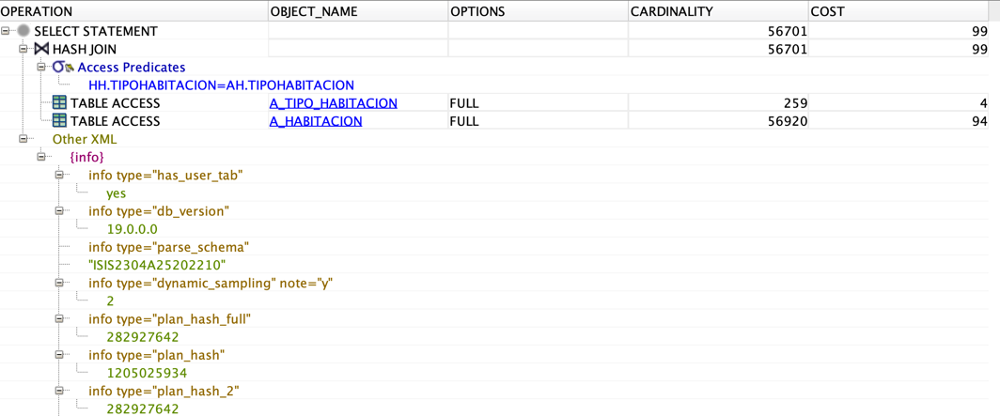 OPERATION OBJECT_NAME OPTIONS CARDINALITY COST
SELECT STATEMENT 56701 99
HASH JOIN 56701 99
Access Predicates
HH.TIPOHABITACION=AH.TIPOHABITACION
TABLE ACCESS A_TIPO_HABITACION FULL 259 4
TABLE ACCESS A_HABITACION FULL 56920 94
Other XML
{info}
info type="has_user_tab"
yes
info type="db_version"
19.0.0.0
info type="parse_schema"
"ISIS2304A25202210"
info type="dynamic_sampling" note="y"
2
info type="plan_hash_full"
282927642
info type="plan_hash"
1205025934
info type="plan_hash_2"
282927642